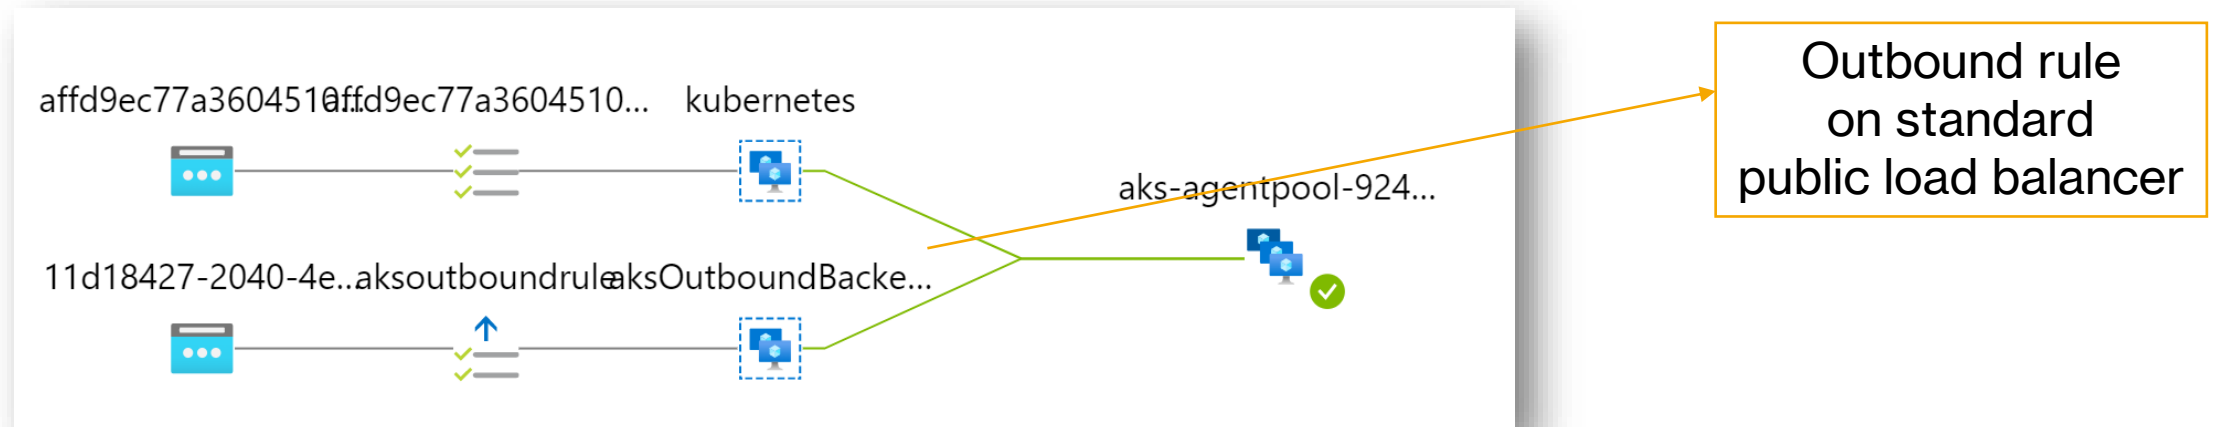 affd9ec77a3604510...
affd9ec77a3604510...
kubernetes
aks-agentpool-924...
11d18427-2040-4e...
aksoutboundrule
aksOutboundBacke...
Outbound rule
on standard
public load balancer